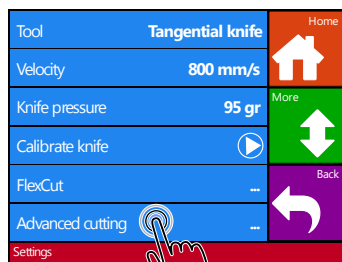 Tool Tangential knife
Velocity 800 mm/s
Knife pressure 95 gr
Calibrate knife
FlexCut ...
Advanced cutting ...
Settings
Home
More
Back